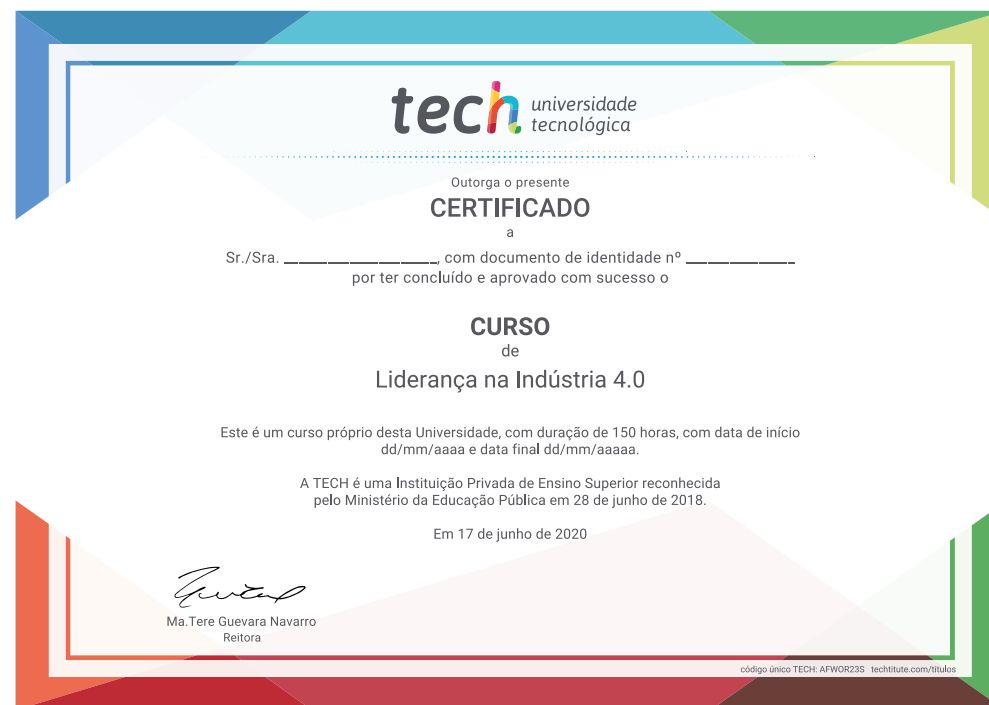 tech universidade
tecnológica
Outorga o presente
CERTIFICADO
a
Sr./Sra. ____________________, com documento de identidade nº ______________
por ter concluído e aprovado com sucesso o
CURSO
de
Liderança na Indústria 4.0
Este é um curso próprio desta Universidade, com duração de 150 horas, com data de início
dd/mm/aaaa e data final dd/mm/aaaaa.
A TECH é uma Instituição Privada de Ensino Superior reconhecida
pelo Ministério da Educação Pública em 28 de junho de 2018.
Em 17 de junho de 2020
Ma.Tere Guevara Navarro
Reitora
código único TECH: AFWOR23S techtitute.com/titulos